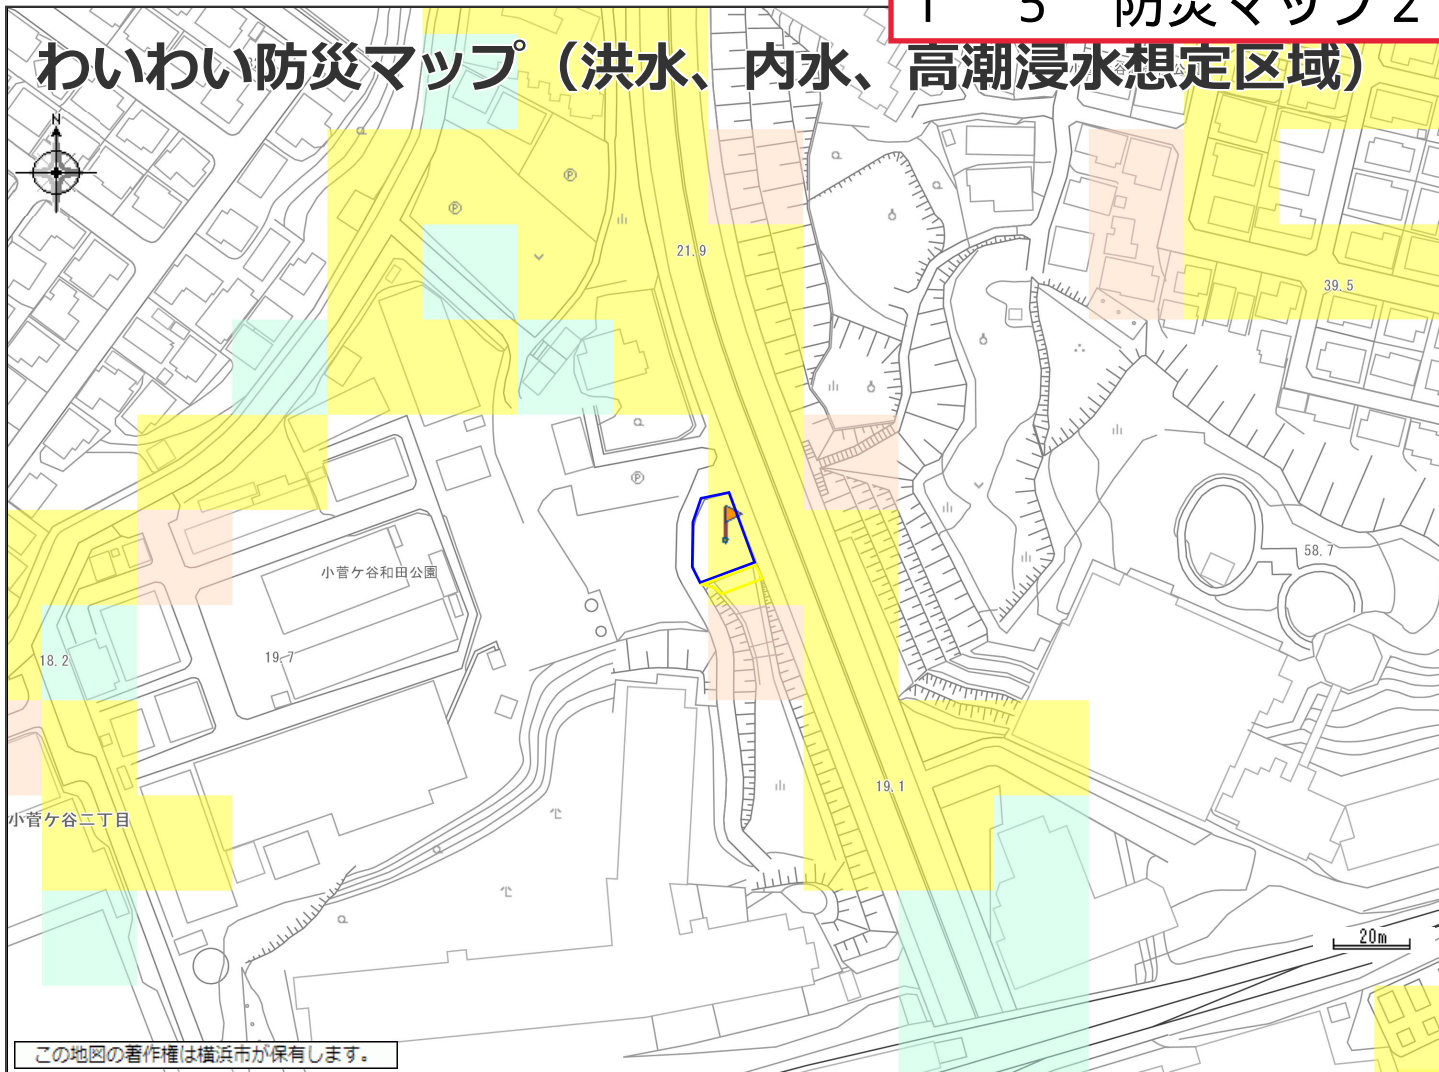 1 5 防災マップ2
わいわい防災マップ（洪水、内水、高潮浸水想定区域）
N
21.9
39.5
58.7
小菅ケ谷和田公園
18.2
19.7
19.1
小菅ケ谷二丁目
20m
この地図の著作権は横浜市が保有します。